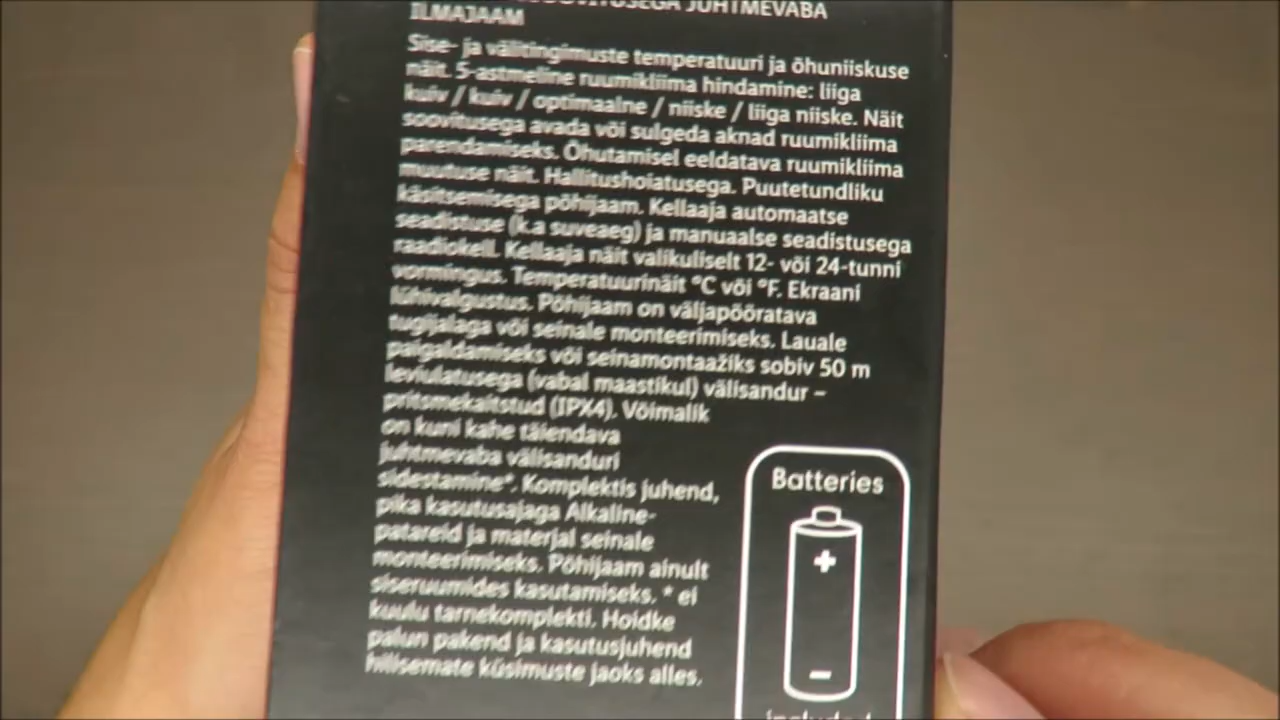 JUHTMEVABA
ILMAJAAM
Sise- ja välitingimuste temperatuuri ja õhuniiskuse
näit. 5-astmeline ruumikliima hindamine: liiga
kuiv / kuiv / optimaalne / niiske / liiga niiske. Näit
soovitusega avada või sulgeda aknad ruumikliima
parendamiseks. Õhutamisel eeldatava ruumikliima
muutuse näit. Hallitushoiatusega. Puutetundliku
käsitsemisega põhijaam. Kellaaja automaatse
seadistuse (k.a suveaeg) ja manuaalse seadistusega
raadiokell. Kellaaja näit valikuliselt 12- või 24-tunni
vormingus. Temperatuurinäit °C või °F. Ekraani
lühivalgustus. Põhijaam on väljapööratava
tugijalaga või seinale monteerimiseks. Lauale
paigaldamiseks või seinamontaažiks sobiv 50 m
leviulatusega (vabal maastikul) välisandur –
pritsmekaitstud (IPX4). Võimalik
on kuni kahe täiendava
juhtmevaba välisanduri
sidestamine*. Komplektis juhend,
pika kasutusajaga Alkaline-
patareid ja materjal seinale
monteerimiseks. Põhijaam ainult
siseruumides kasutamiseks. * ei
kuulu tarnekomplekti. Hoidke
palun pakend ja kasutusjuhend
hilisemate küsimuste jaoks alles.
Batteries
+
–
included